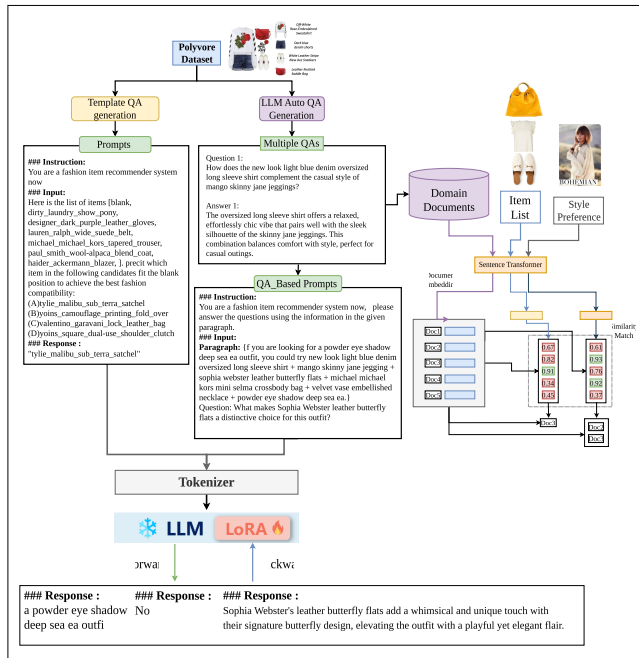 Polyvore
Dataset
Off-White
Rose Embroidered
Sweatshirt
Dark Blue
Denim Shorts
White Leather Stripe
New Ace Sneakers
Saddle Bag
Template QA
generation
LLM Auto QA
Generation
Prompts
### Instruction:
You are a fashion item recommender system
now
### Input:
Here is the list of items [blank,
dirty_laundry_show_pony,
designer_dark_purple_leather_gloves,
lauren_ralph_wide_suede_belt,
michael_michael_kors_tapered_trouser,
paul_smith_wool-alpaca_blend_coat,
haider_ackermann_blazer, ]. precit which
item in the following candidates fit the blank
position to achieve the best fashion
compatibility:
(A)tylie_malibu_sub_terra_satchel
(B)yoins_camouflage_printing_fold_over
(C)valentino_garavani_lock_leather_bag
(D)yoins_square_dual-use_shoulder_clutch
### Response :
"tylie_malibu_sub_terra_satchel"
Multiple QAs
Question 1:
How does the new look light blue denim oversized
long sleeve shirt complement the casual style of
mango skinny jane jeggings?
Answer 1:
The oversized long sleeve shirt offers a relaxed,
effortlessly chic vibe that pairs well with the sleek
silhouette of the skinny jane jeggings. This
combination balances comfort with style, perfect for
casual outings.
QA_Based Prompts
### Instruction:
You are a fashion item recommender system now, please
answer the questions using the information in the given
paragraph.
### Input:
Paragraph: {if you are looking for a powder eye shadow
deep sea ea outfit, you could try new look light blue denim
oversized long sleeve shirt + mango skinny jane jegging +
sophia webster leather butterfly flats + michael michael
kors mini selma crossbody bag + velvet vase embellished
necklace + powder eye shadow deep sea ea.}
Question: What makes Sophia Webster leather butterfly
flats a distinctive choice for this outfit?
Domain
Documents
Item
List
BOHEMIAN
Style
Preference
Sentence Transformer
Documer
mbeddir
imilarit
Match
Doc1
Doc2
Doc3
Doc4
Doc5
0.67
0.82
0.91
0.34
0.45
0.61
0.93
0.76
0.92
0.37
Doc3
Doc2
Doc3
Tokenizer
LLM
LoRA
orwar
ckwa
### Response :
a powder eye shadow
deep sea ea outfi
### Response :
No
### Response :
Sophia Webster's leather butterfly flats add a whimsical and unique touch with
their signature butterfly design, elevating the outfit with a playful yet elegant flair.